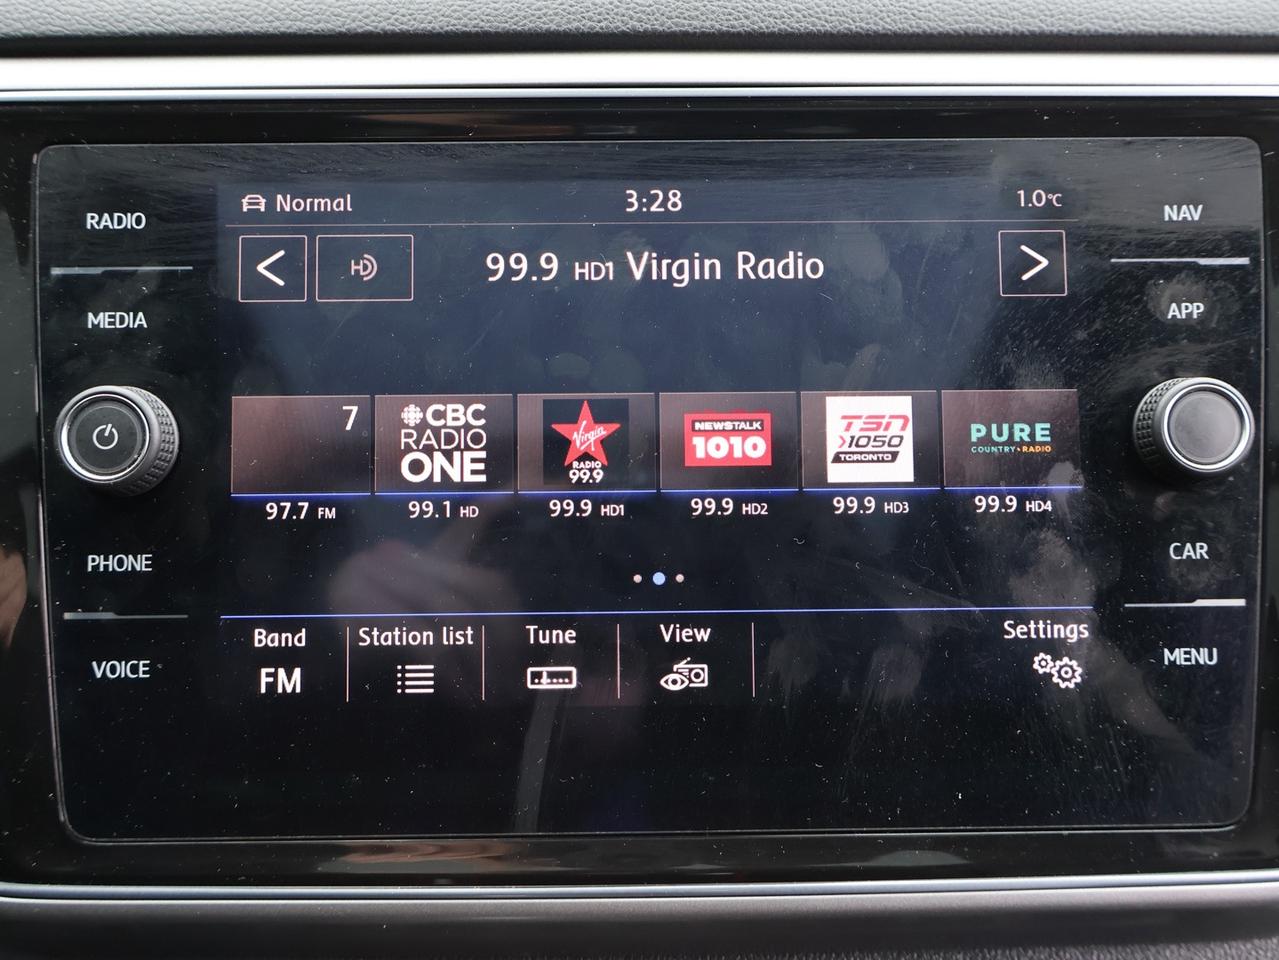 RADIO
MEDIA
PHONE
VOICE
Normal
3:28
1.0°C
<
HD
99.9 HD1 Virgin Radio
>
7
97.7 FM
CBC
RADIO
ONE
99.1 HD
Virgin
RADIO
99.9
99.9 HD1
NEWSTALK
1010
99.9 HD2
TSN
1050
TORONTO
99.9 HD3
PURE
COUNTRY • RADIO
99.9 HD4
Band
FM
Station list
Tune
View
Settings
NAV
APP
CAR
MENU